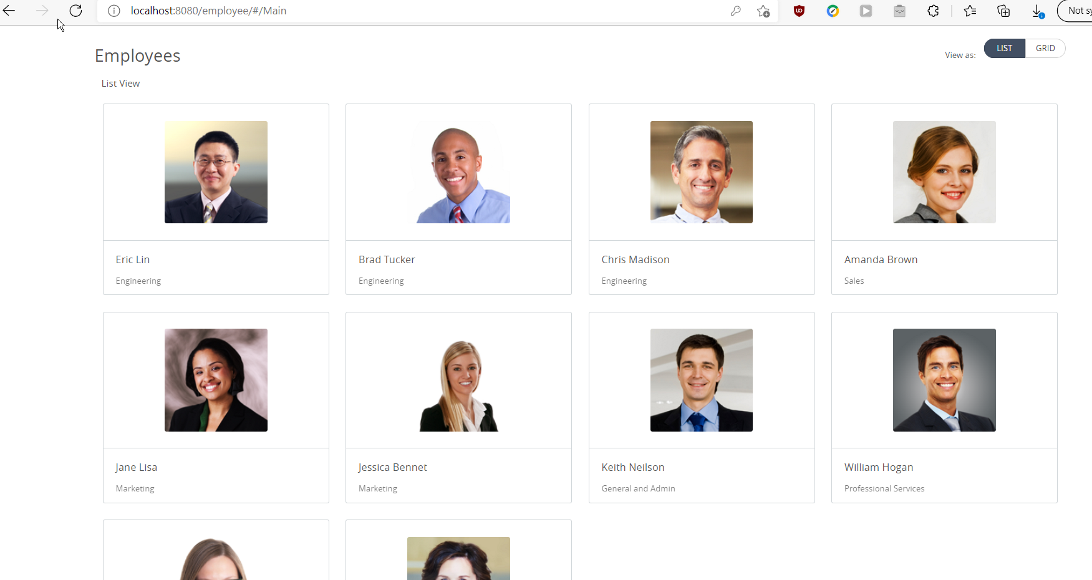 localhost:8080/employee/#/Main
Not sy
Employees
View as:
LIST
GRID
List View
Eric Lin
Brad Tucker
Chris Madison
Amanda Brown
Engineering
Engineering
Engineering
Sales
Jane Lisa
Jessica Bennet
Keith Neilson
William Hogan
Marketing
Marketing
General and Admin
Professional Services